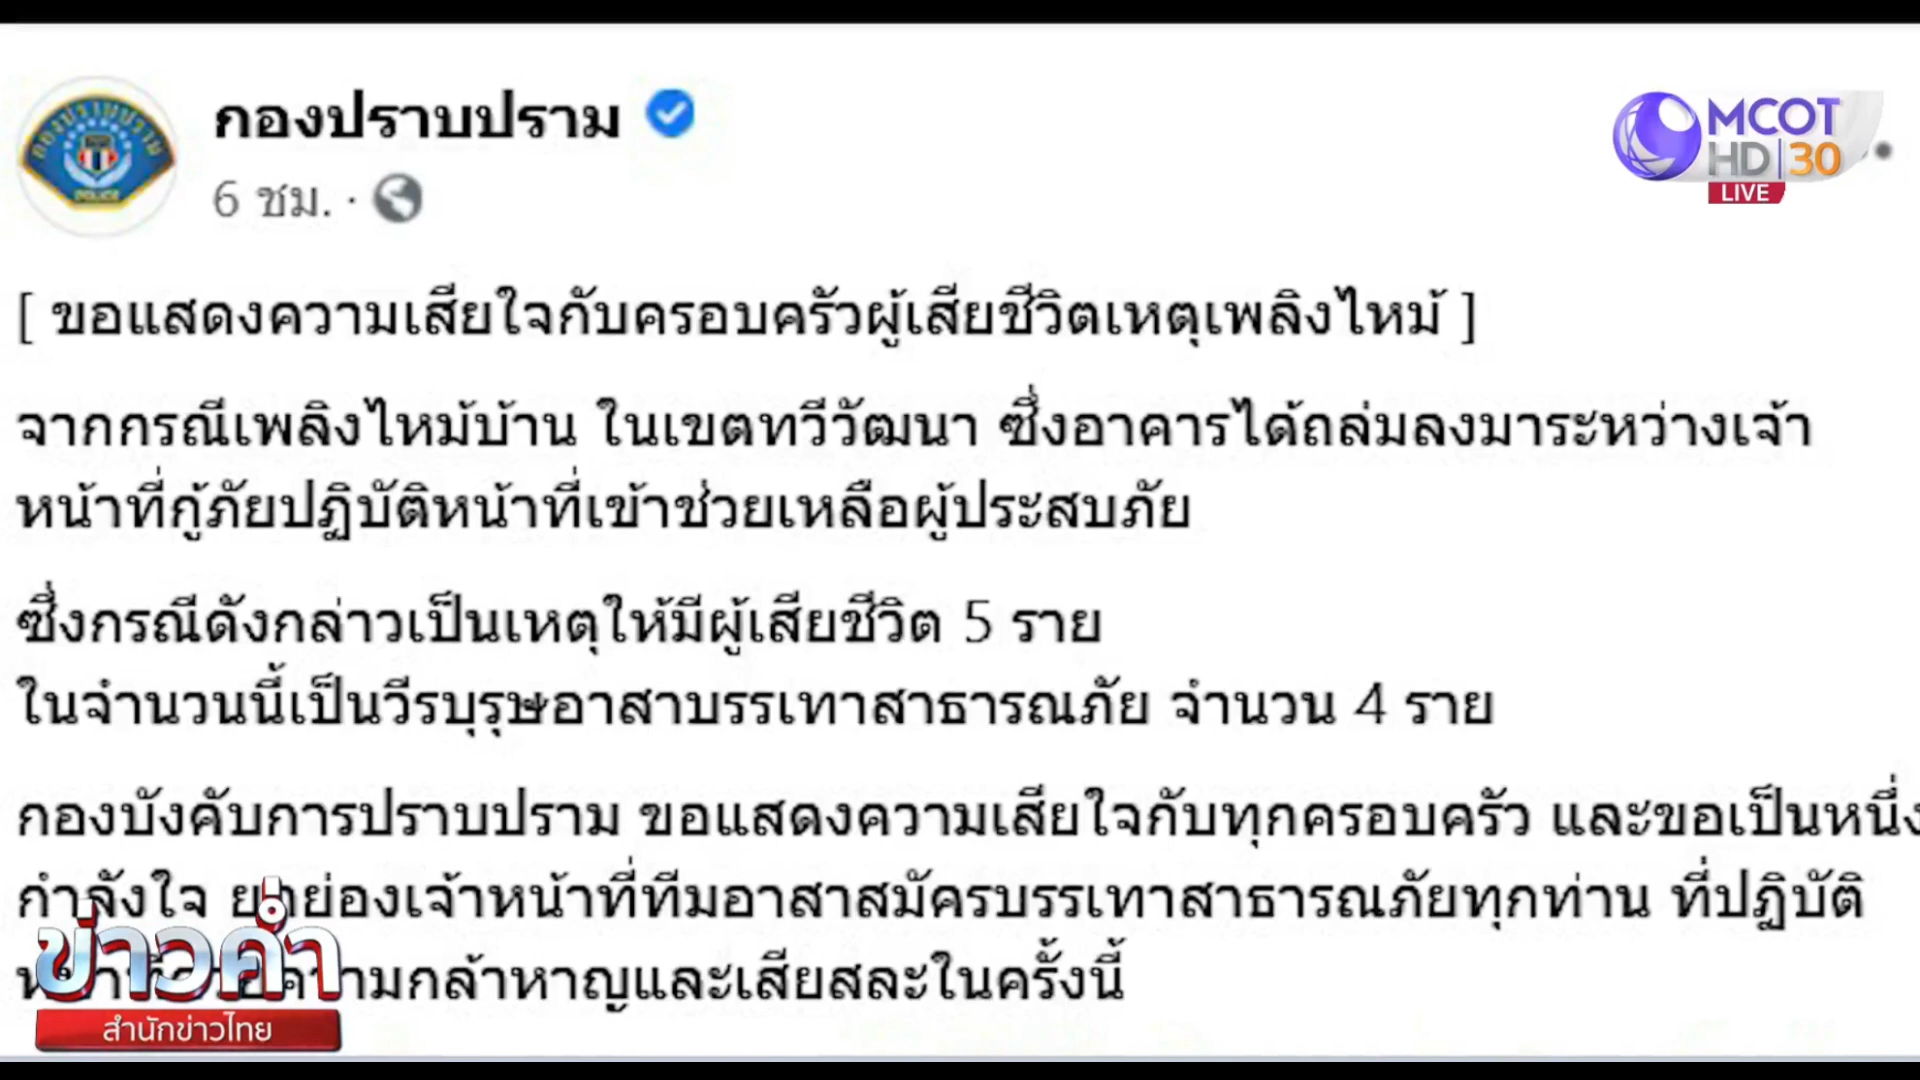 กองปราบปราม
6 ชม. ·
MCOT
HD 30
LIVE
[ ขอแสดงความเสียใจกับครอบครัวผู้เสียชีวิตเหตุเพลิงไหม้ ]
จากกรณีเพลิงไหม้บ้าน ในเขตทวีวัฒนา ซึ่งอาคารได้ถล่มลงมาระหว่างเจ้า
หน้าที่กู้ภัยปฏิบัติหน้าที่เข้าช่วยเหลือผู้ประสบภัย
ซึ่งกรณีดังกล่าวเป็นเหตุให้มีผู้เสียชีวิต 5 ราย
ในจำนวนนี้เป็นวีรบุรุษอาสาบรรเทาสาธารณภัย จำนวน 4 ราย
กองบังคับการปราบปราม ขอแสดงความเสียใจกับทุกครอบครัว และขอเป็นหนึ่ง
กำลังใจ ยกย่องเจ้าหน้าที่ทีมอาสาสมัครบรรเทาสาธารณภัยทุกท่าน ที่ปฏิบัติ
ความกล้าหาญและเสียสละในครั้งนี้
ข่าวค่ำ
สำนักข่าวไทย